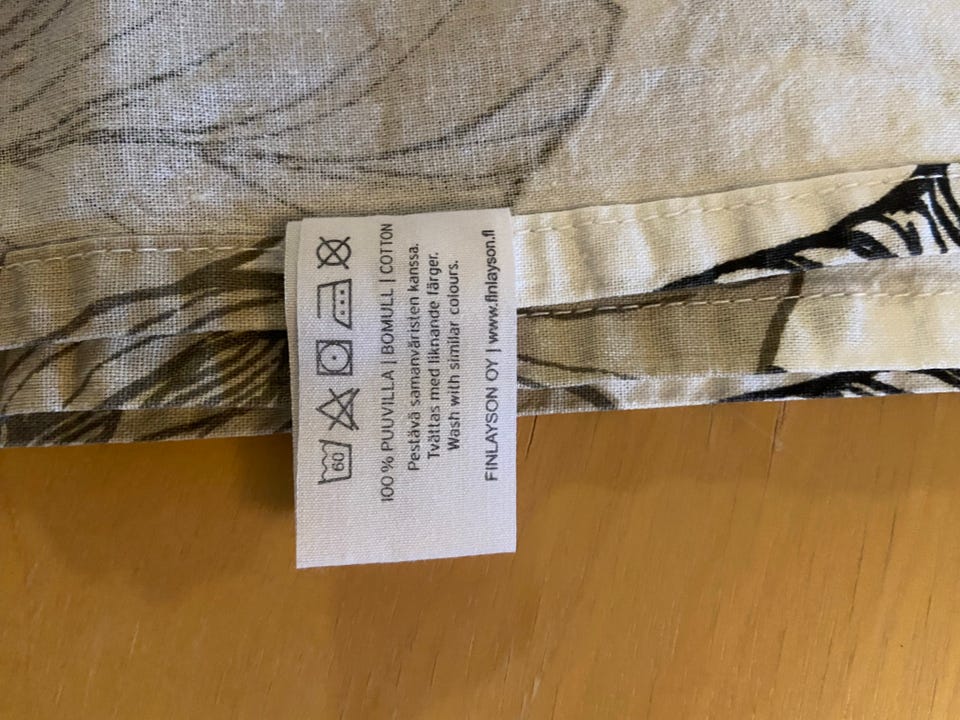 60
100 % PUUVILLA | BOMULL | COTTON
Pestävä samanväristen kanssa.
Tvättas med liknande färger.
Wash with similar colours.
FINLAYSON OY | www.finlayson.fi